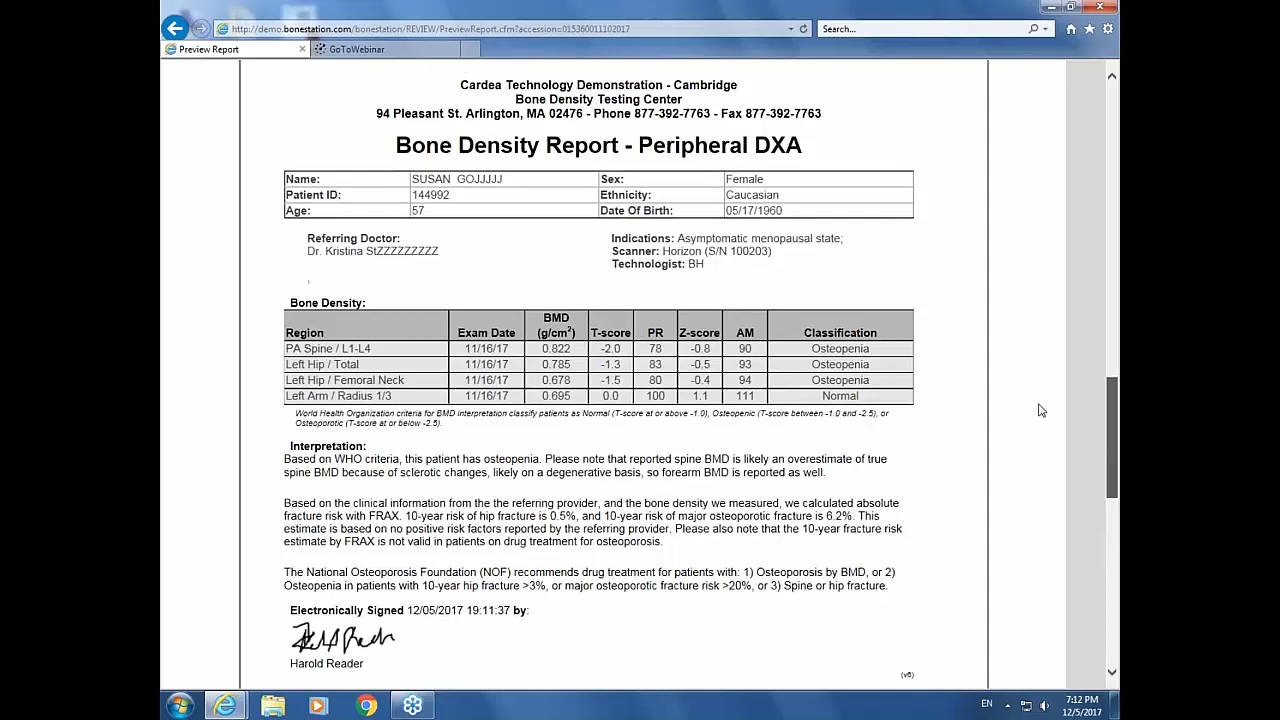 http://demo.bonestation.com/bonestation/REVIEW/PreviewReport.cfm?accession=015360011102017
Search...
Preview Report
GoToWebinar
Cardea Technology Demonstration - Cambridge
Bone Density Testing Center
94 Pleasant St. Arlington, MA 02476 - Phone 877-392-7763 - Fax 877-392-7763
Bone Density Report - Peripheral DXA
Name: SUSAN GOJJJJJ Sex: Female
Patient ID: 144992 Ethnicity: Caucasian
Age: 57 Date Of Birth: 05/17/1960
Referring Doctor:
Dr. Kristina StZZZZZZZZZ
,
Indications: Asymptomatic menopausal state;
Scanner: Horizon (S/N 100203)
Technologist: BH
Bone Density:
Region Exam Date BMD (g/cm²) T-score PR Z-score AM Classification
PA Spine / L1-L4 11/16/17 0.822 -2.0 78 -0.8 90 Osteopenia
Left Hip / Total 11/16/17 0.785 -1.3 83 -0.5 93 Osteopenia
Left Hip / Femoral Neck 11/16/17 0.678 -1.5 80 -0.4 94 Osteopenia
Left Arm / Radius 1/3 11/16/17 0.695 0.0 100 1.1 111 Normal
World Health Organization criteria for BMD interpretation classify patients as Normal (T-score at or above -1.0), Osteopenic (T-score between -1.0 and -2.5), or
Osteoporotic (T-score at or below -2.5).
Interpretation:
Based on WHO criteria, this patient has osteopenia. Please note that reported spine BMD is likely an overestimate of true
spine BMD because of sclerotic changes, likely on a degenerative basis, so forearm BMD is reported as well.
Based on the clinical information from the the referring provider, and the bone density we measured, we calculated absolute
fracture risk with FRAX. 10-year risk of hip fracture is 0.5%, and 10-year risk of major osteoporotic fracture is 6.2%. This
estimate is based on no positive risk factors reported by the referring provider. Please also note that the 10-year fracture risk
estimate by FRAX is not valid in patients on drug treatment for osteoporosis.
The National Osteoporosis Foundation (NOF) recommends drug treatment for patients with: 1) Osteoporosis by BMD, or 2)
Osteopenia in patients with 10-year hip fracture >3%, or major osteoporotic fracture risk >20%, or 3) Spine or hip fracture.
Electronically Signed 12/05/2017 19:11:37 by:
Harold Reader
(v6)
EN
7:12 PM
12/5/2017